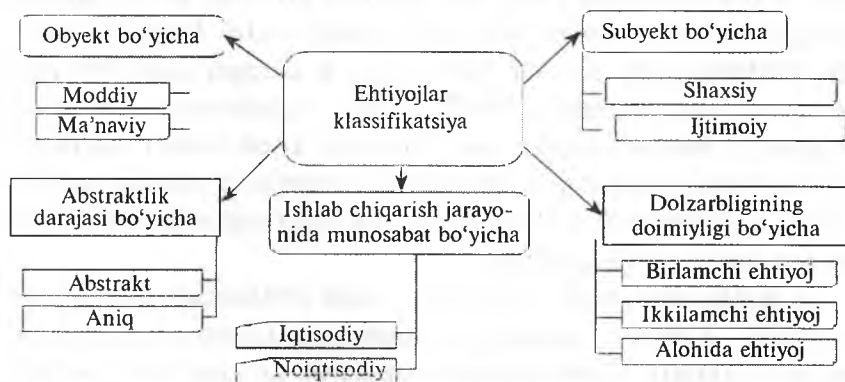 Obyekt bo‘yicha
Moddiy
Ma'naviy
Ehtiyojlar
klassifikatsiya
Subyekt bo‘yicha
Shaxsiy
Ijtimoiy
Abstraktlik
darajasi bo‘yicha
Abstrakt
Aniq
Ishlab chiqarish jarayo-
nida munosabat bo‘yicha
Iqtisodiy
Noiqtisodiy
Dolzarbligining
doimiyligi bo‘yicha
Birlamchi ehtiyoj
Ikkilamchi ehtiyoj
Alohida ehtiyoj